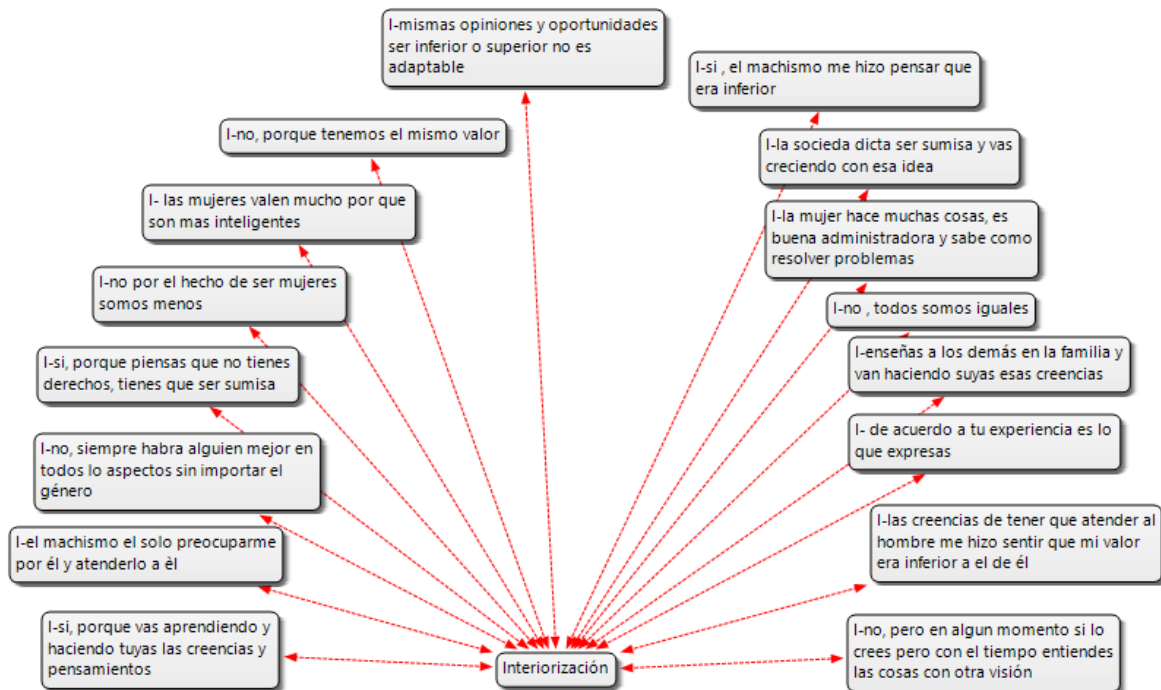 I-mismas opiniones y oportunidades
ser inferior o superior no es
adaptable
I-si , el machismo me hizo pensar que
era inferior
I-no, porque tenemos el mismo valor
I-la socieda dicta ser sumisa y vas
creciendo con esa idea
I- las mujeres valen mucho por que
son mas inteligentes
I-la mujer hace muchas cosas, es
buena administradora y sabe como
resolver problemas
I-no por el hecho de ser mujeres
somos menos
I-no , todos somos iguales
I-si, porque piensas que no tienes
derechos, tienes que ser sumisa
I-enseñas a los demás en la familia y
van haciendo suyas esas creencias
I-no, siempre habra alguien mejor en
todos lo aspectos sin importar el
género
I- de acuerdo a tu experiencia es lo
que expresas
I-el machismo el solo preocuparme
por él y atenderlo a èl
I-las creencias de tener que atender al
hombre me hizo sentir que mi valor
era inferior a el de él
I-si, porque vas aprendiendo y
haciendo tuyas las creencias y
pensamientos
I-no, pero en algun momento si lo
crees pero con el tiempo entiendes
las cosas con otra visión
Interiorización